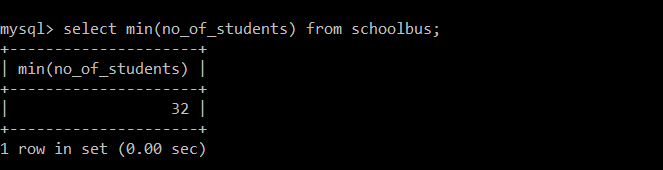 mysql> select min(no_of_students) from schoolbus;
+--------------------+
| min(no_of_students) |
+--------------------+
|                  32 |
+--------------------+
1 row in set (0.00 sec)